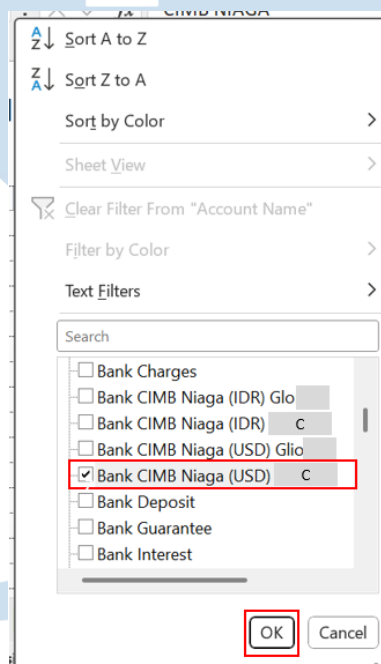 CIMB NIAGA
Sort A to Z
Sort Z to A
Sort by Color
Sheet View
Clear Filter From "Account Name"
Filter by Color
Text Filters
Search
Bank Charges
Bank CIMB Niaga (IDR) Glo
Bank CIMB Niaga (IDR) C
Bank CIMB Niaga (USD) Glio
Bank CIMB Niaga (USD) C
Bank Deposit
Bank Guarantee
Bank Interest
OK Cancel